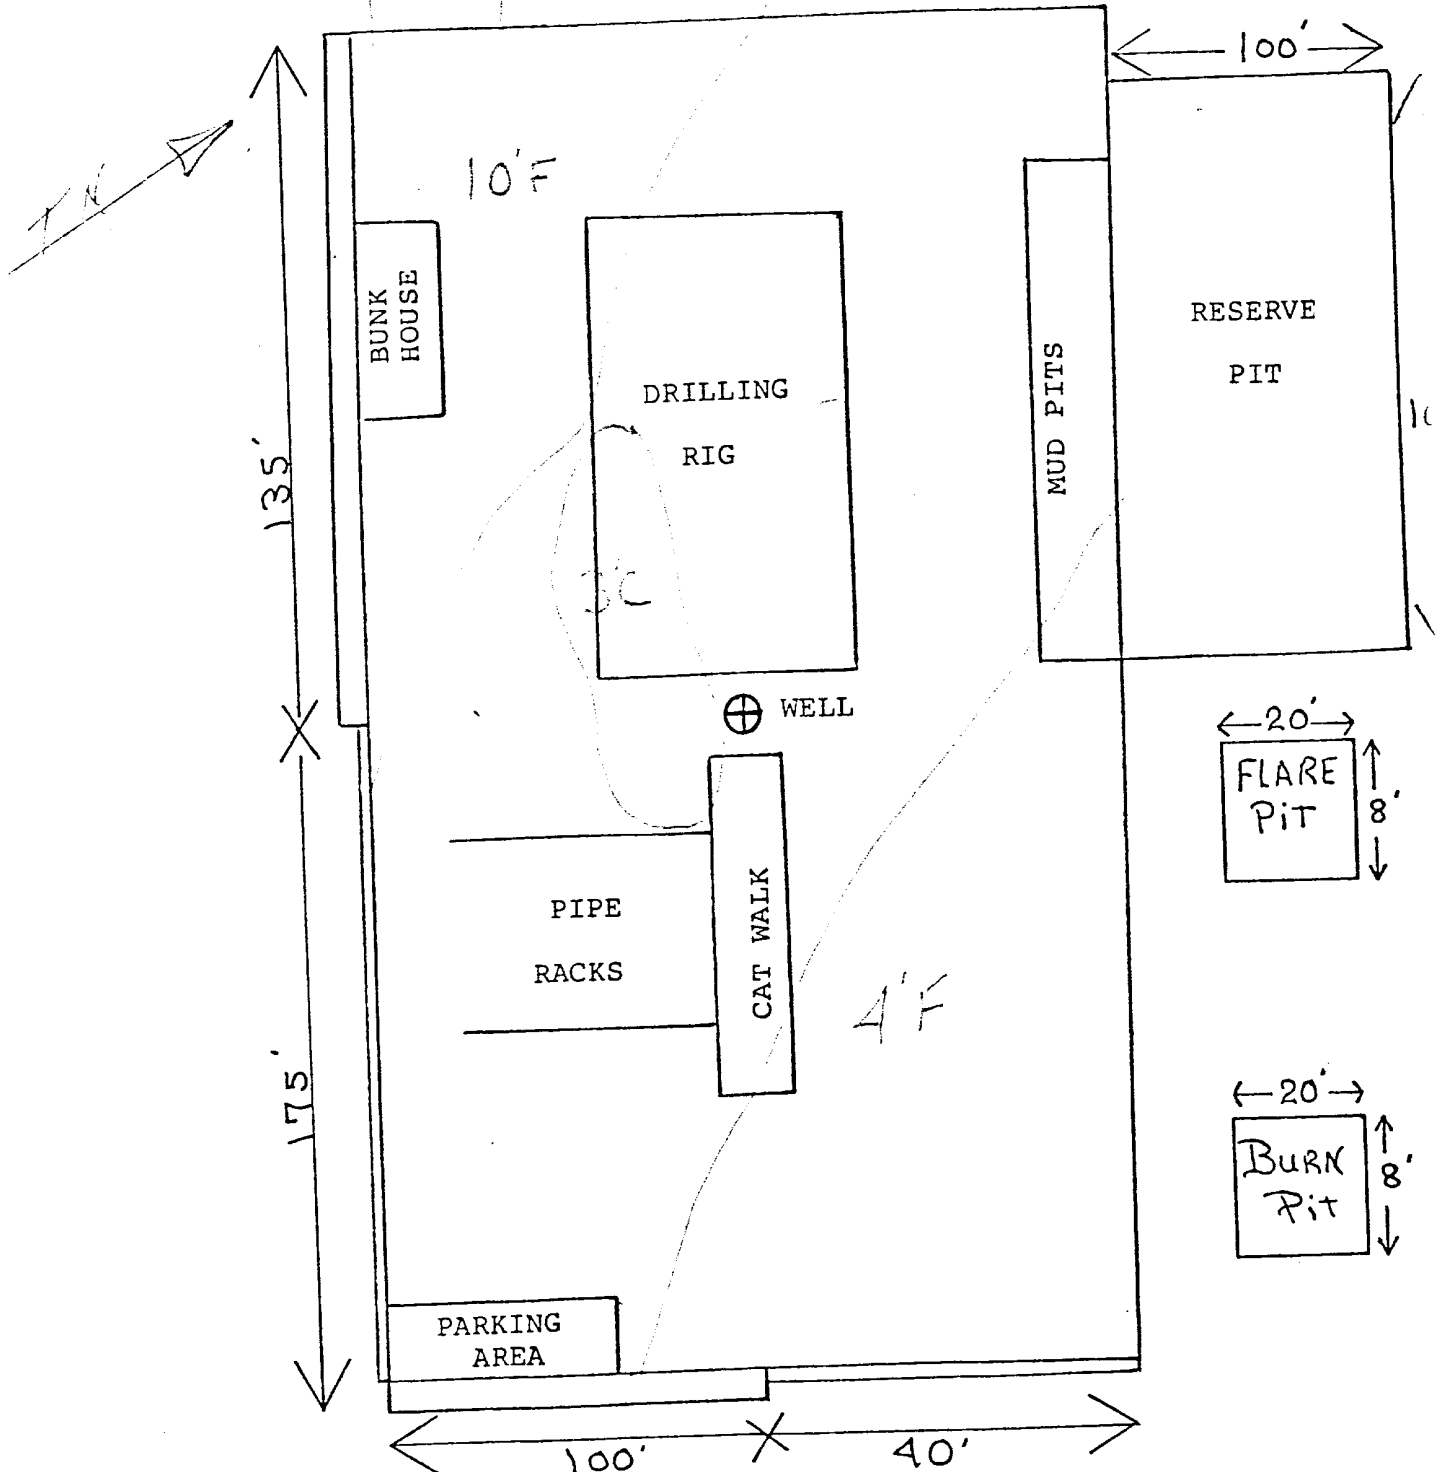 100'
10'F
BUNK
HOUSE
DRILLING
RIG
MUD PITS
RESERVE
PIT
135'
3'C
WELL
20'
FLARE
PiT
8'
PIPE
RACKS
CAT WALK
4'F
175'
20'
BURN
Pit
8'
PARKING
AREA
100'
40'